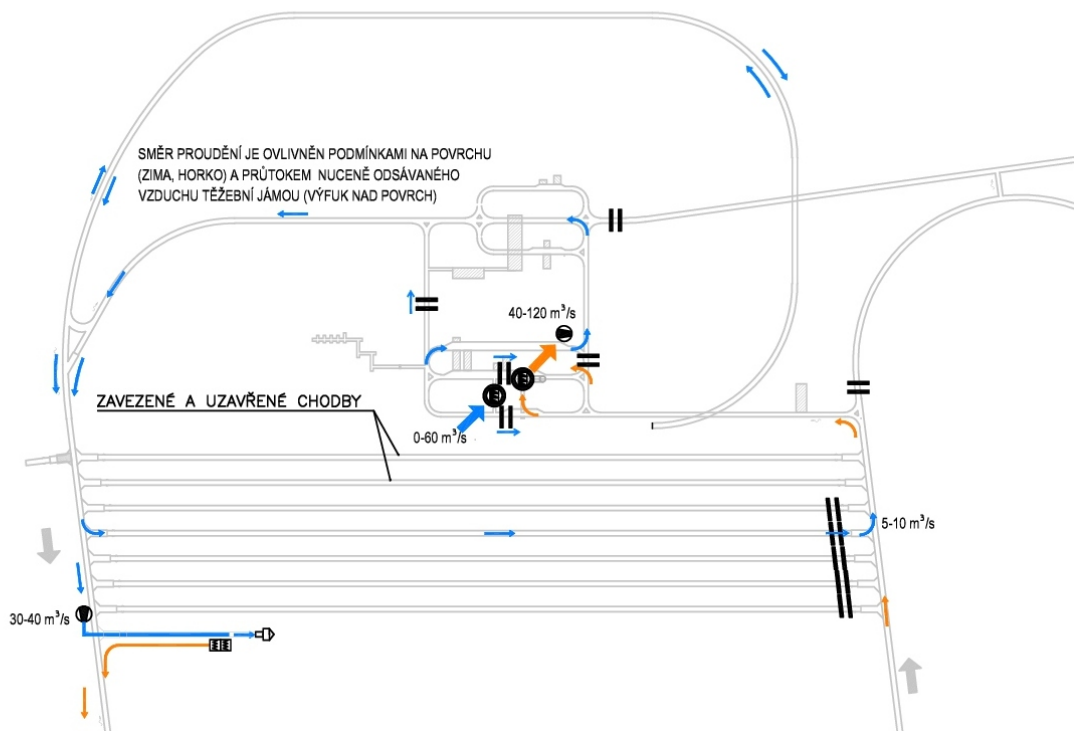 SMĚR PROUDĚNÍ JE OVLIVNĚN PODMÍNKAMI NA POVRCHU
(ZIMA, HORKO) A PRŮTOKEM NUCENĚ ODSÁVANÉHO
VZDUCHU TĚŽEBNÍ JÁMOU (VÝFUK NAD POVRCH)
40-120 m³/s
ZAVEZENÉ A UZAVŘENÉ CHODBY
0-60 m³/s
5-10 m³/s
30-40 m³/s